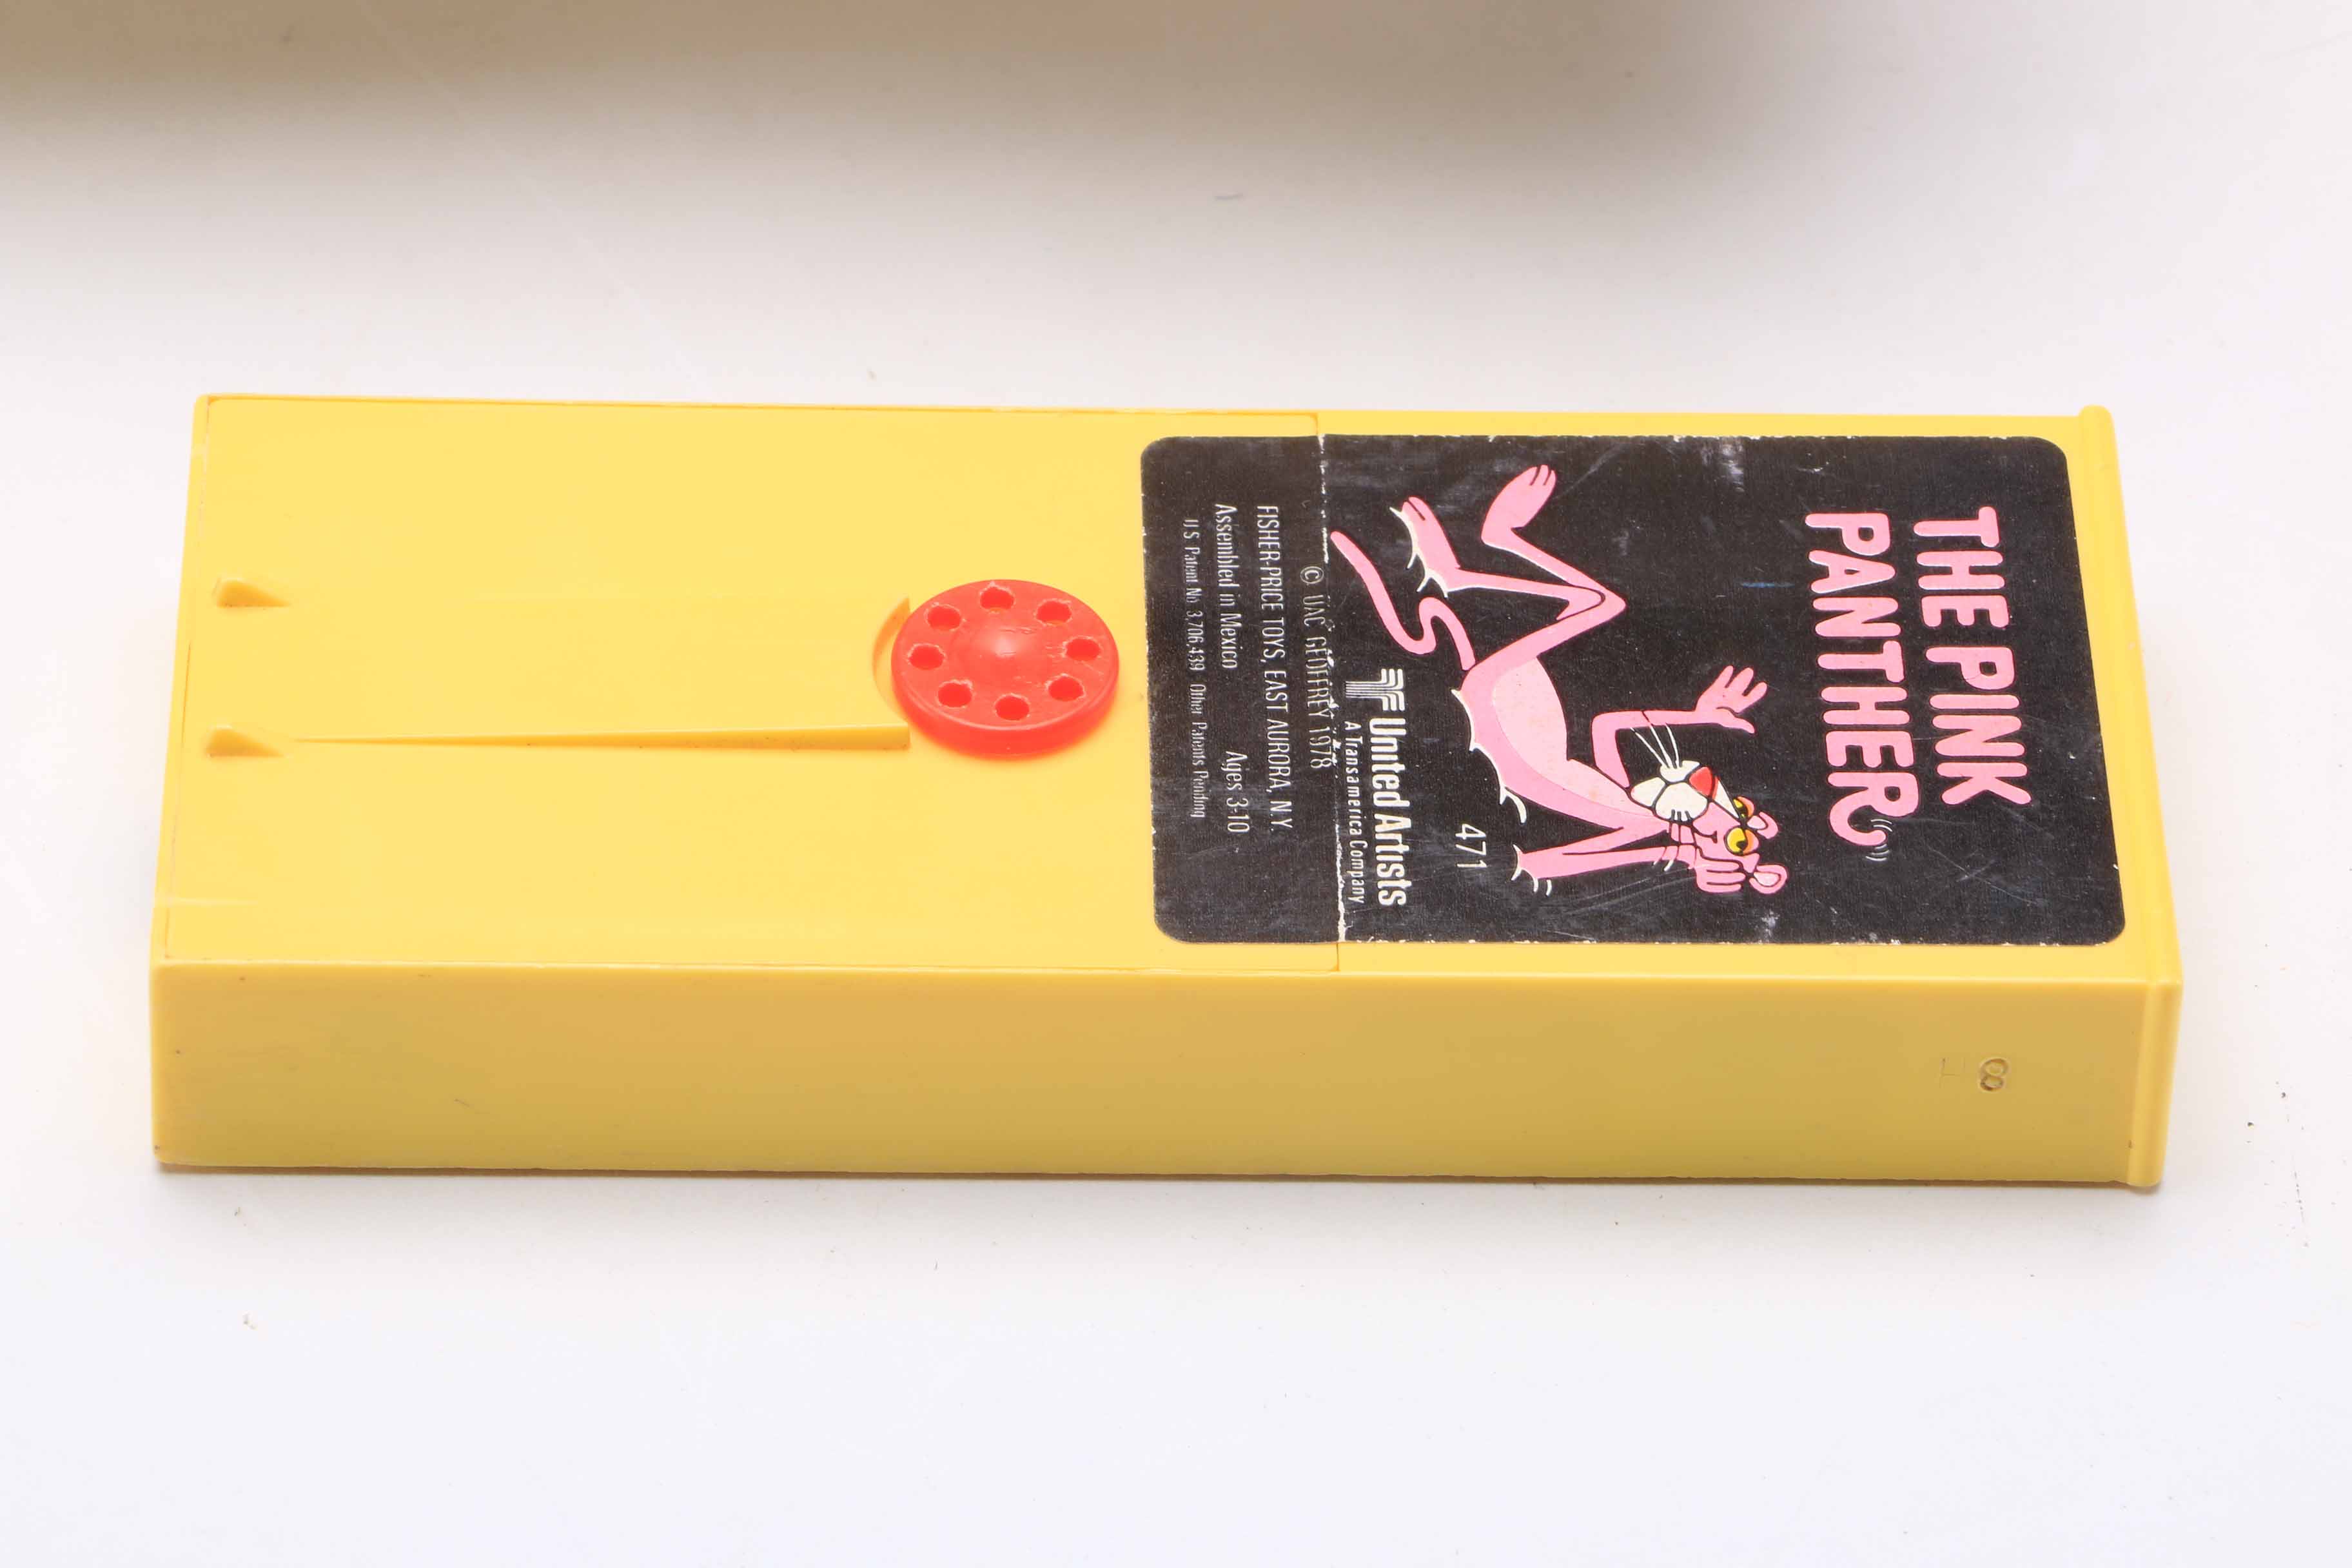 THE PINK
PANTHER
471
United Artists
A Transamerica Company
© UAC GEOFFREY 1978
FISHER-PRICE TOYS, EAST AURORA, N.Y.
Assembled in Mexico Ages 3-10
U.S. Patent No. 3,706,439 Other Patents Pending
8